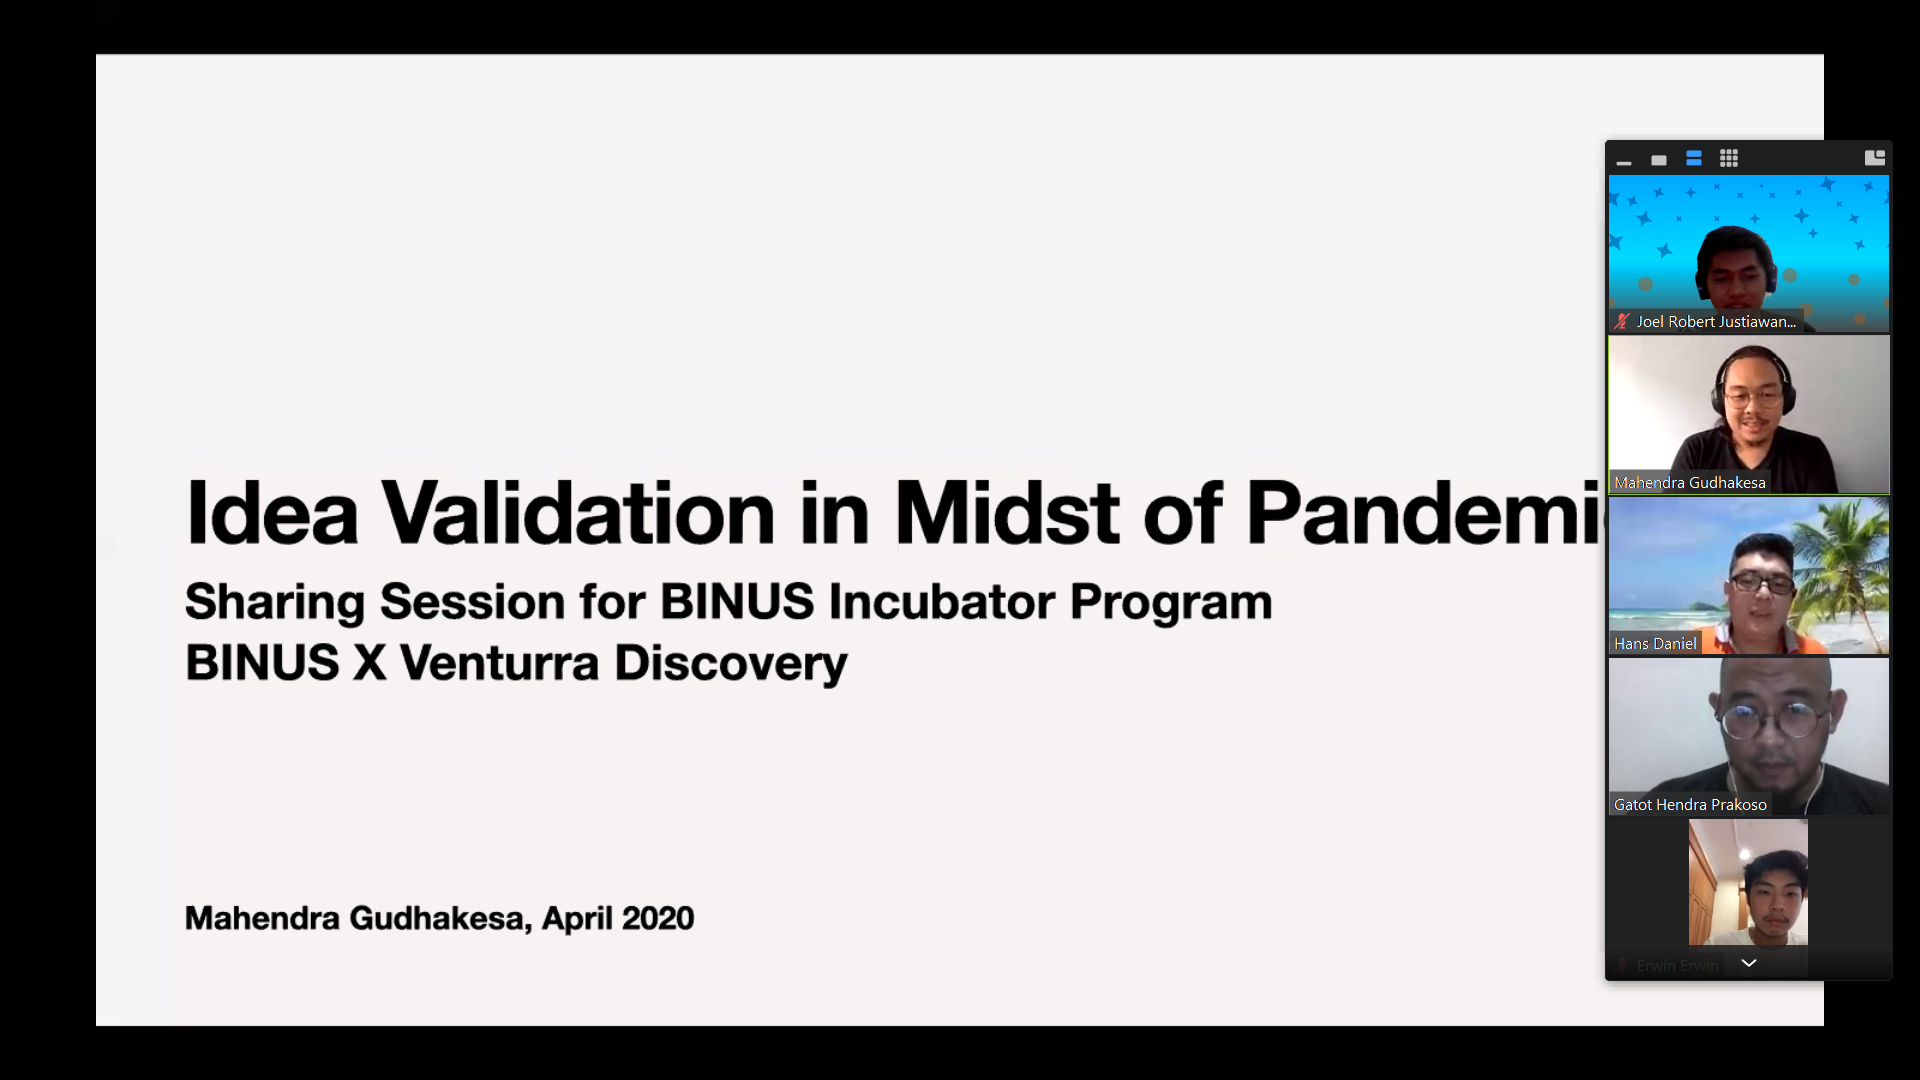 Idea Validation in Midst of Pandemi
Sharing Session for BINUS Incubator Program
BINUS X Venturra Discovery
Mahendra Gudhakesa, April 2020
Joel Robert Justiawan...
Mahendra Gudhakesa
Hans Daniel
Gatot Hendra Prakoso
Erwin Erwin